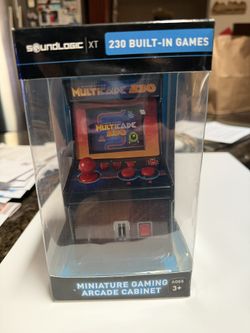 SOUNDLOGIC | XT 230 BUILT-IN GAMES
MULTICADE 230
MULTICADE
230
MINIATURE GAMING
ARCADE CABINET
AGES
3+